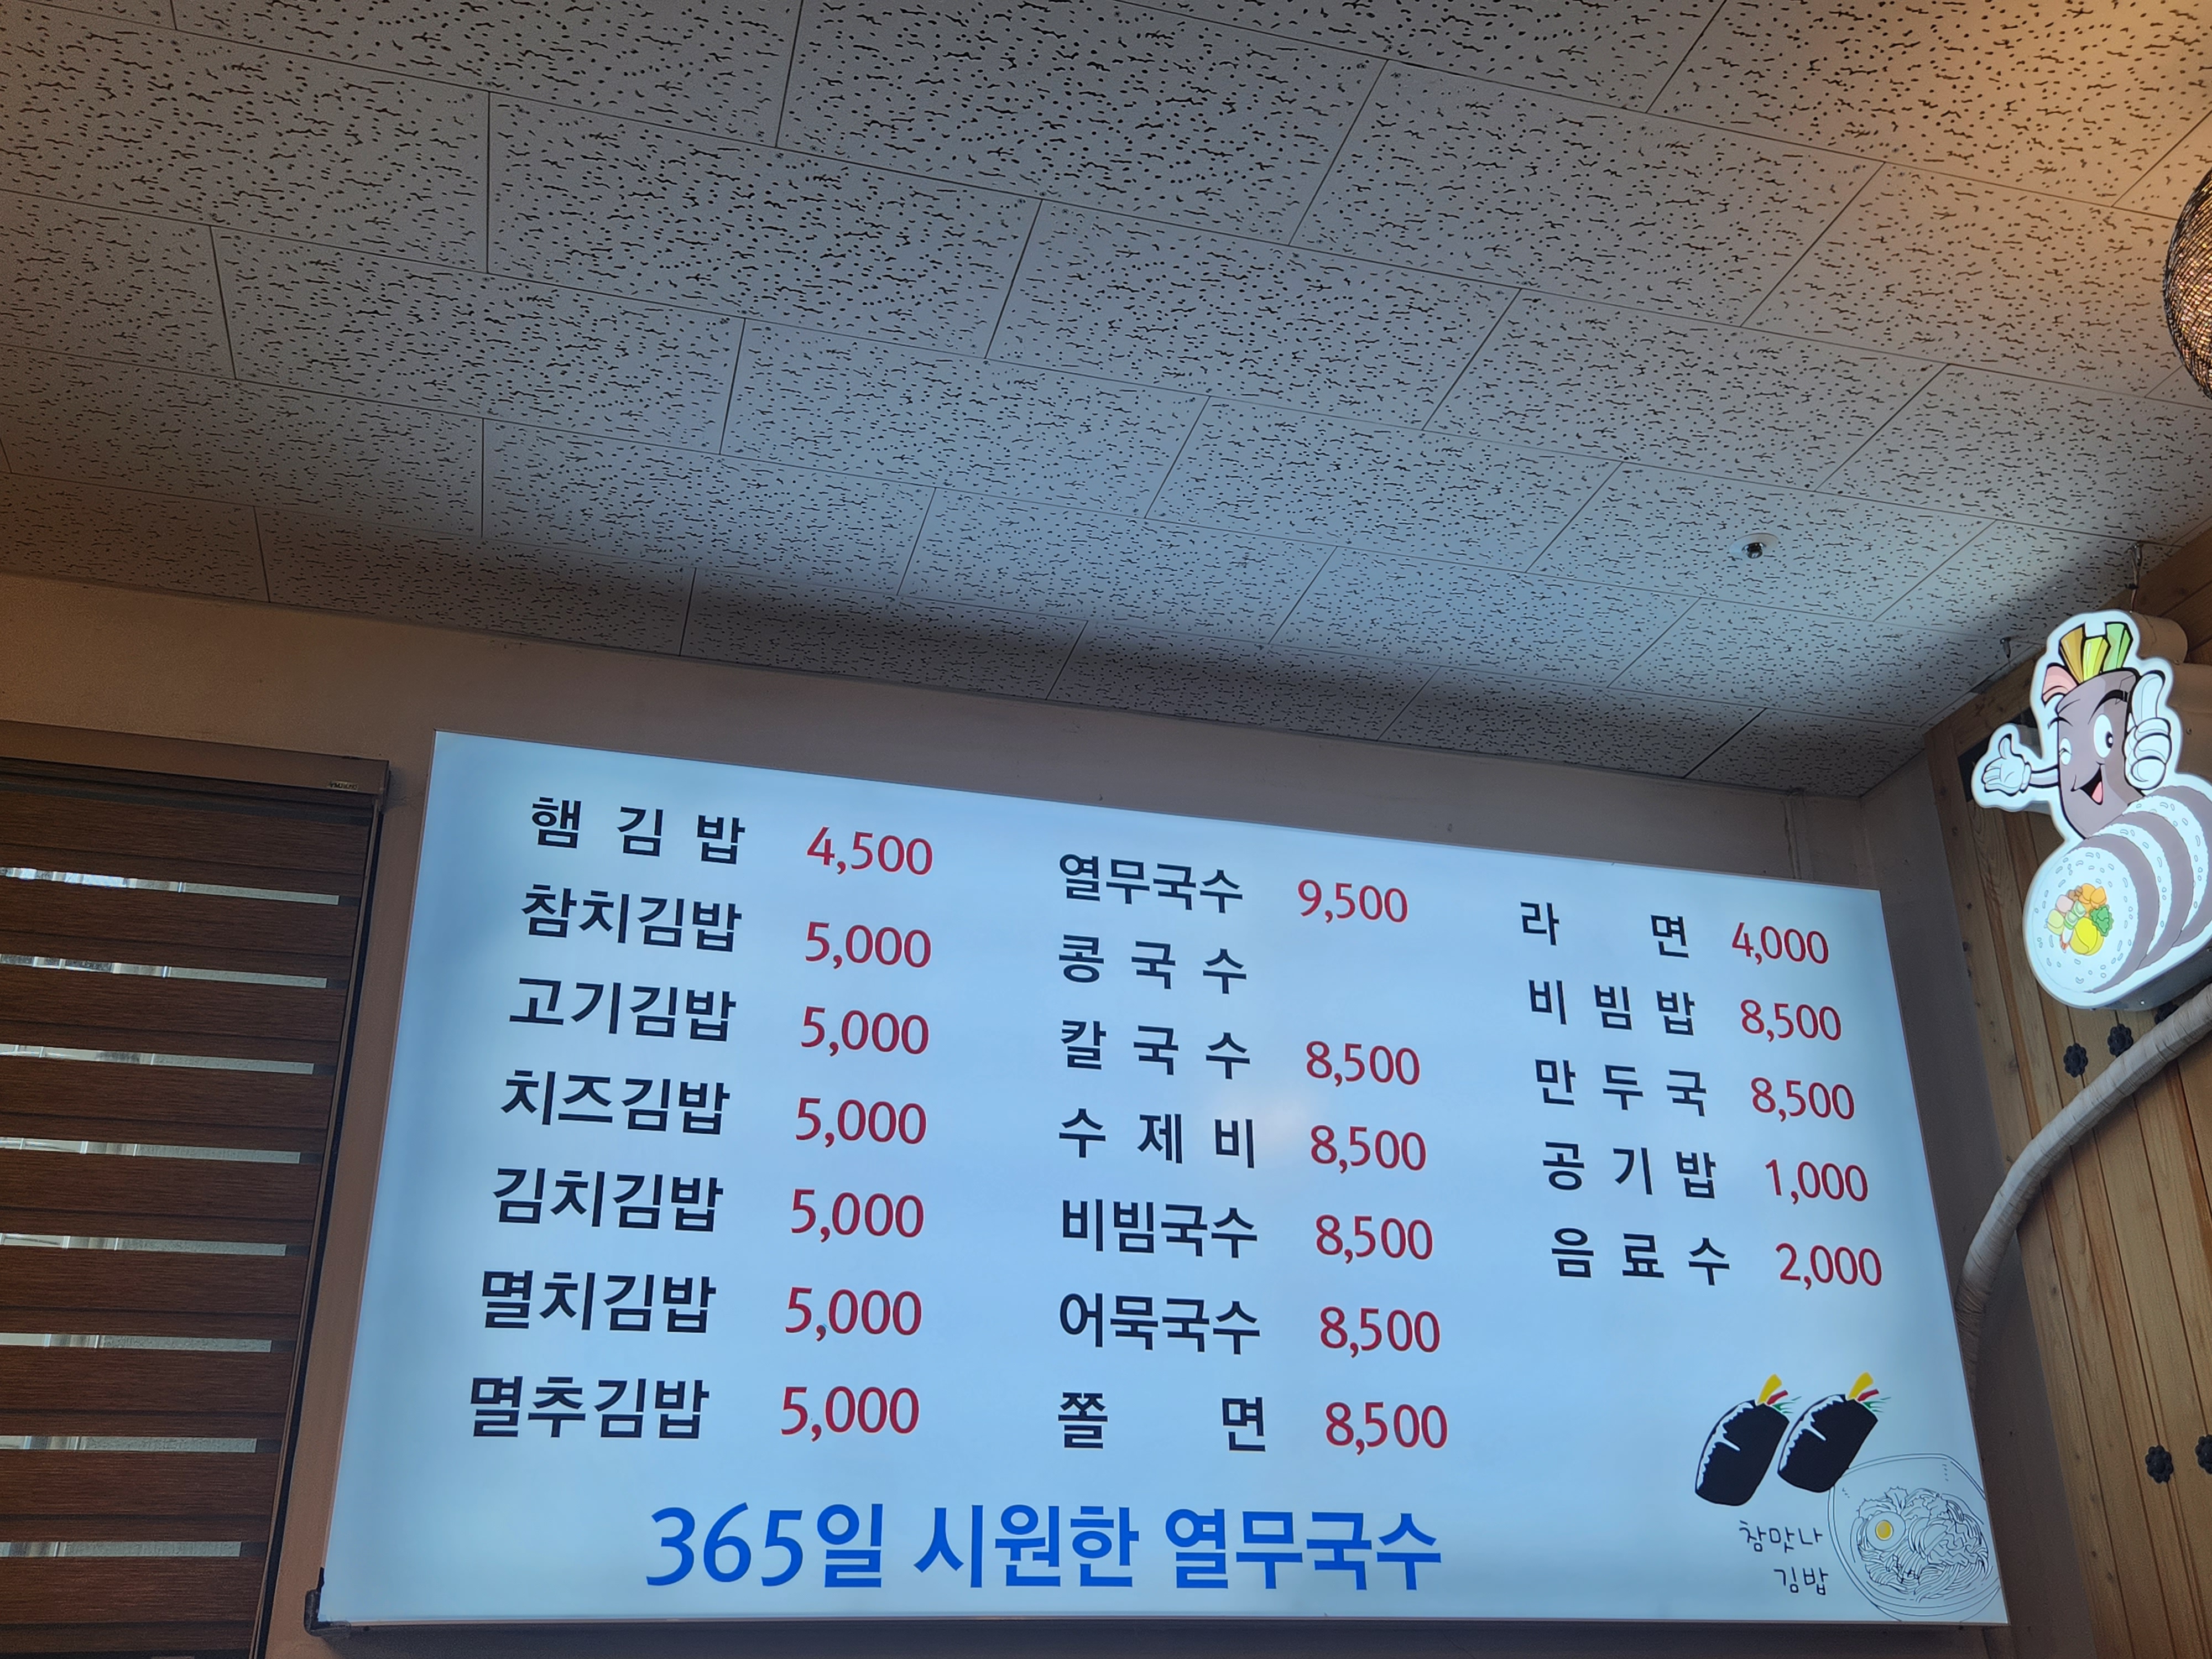 햄 김 밥 4,500
참치김밥 5,000
고기김밥 5,000
치즈김밥 5,000
김치김밥 5,000
멸치김밥 5,000
멸추김밥 5,000
열무국수 9,500
콩 국 수
칼 국 수 8,500
수 제 비 8,500
비빔국수 8,500
어묵국수 8,500
쫄 면 8,500
라 면 4,000
비 빔 밥 8,500
만 두 국 8,500
공 기 밥 1,000
음 료 수 2,000
365일 시원한 열무국수
참맛나
김밥